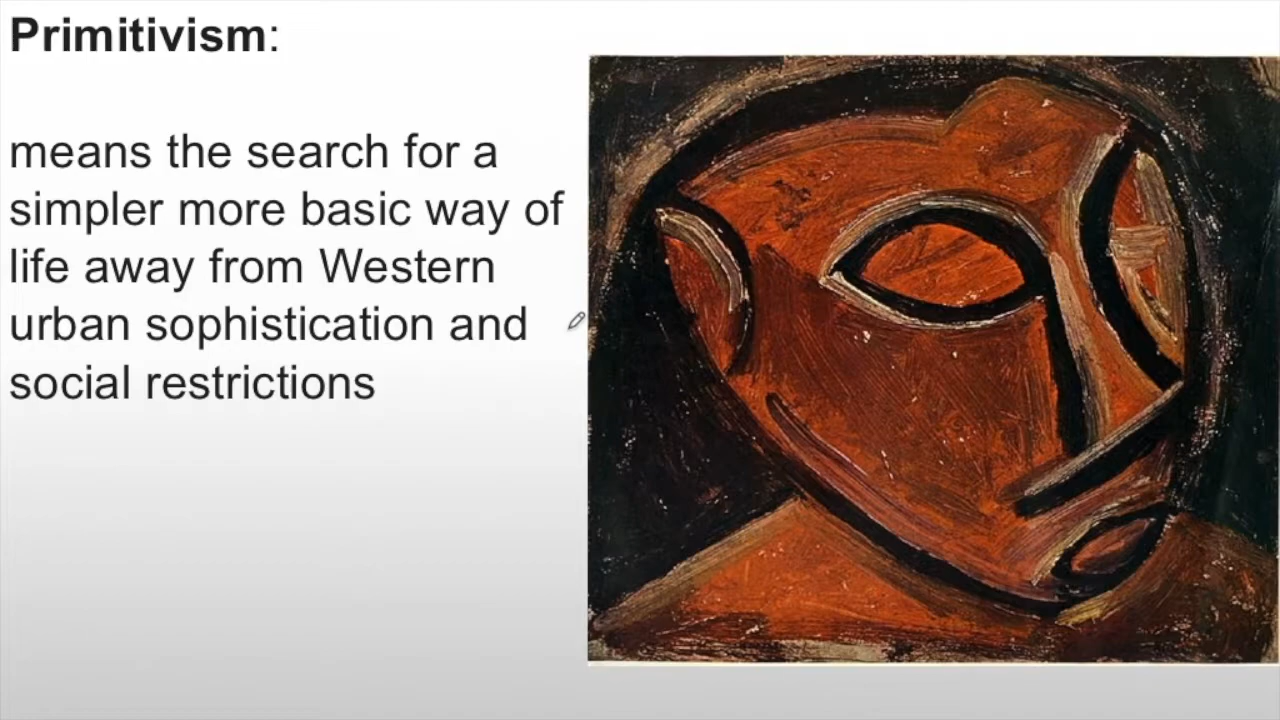 Primitivism:
means the search for a
simpler more basic way of
life away from Western
urban sophistication and
social restrictions